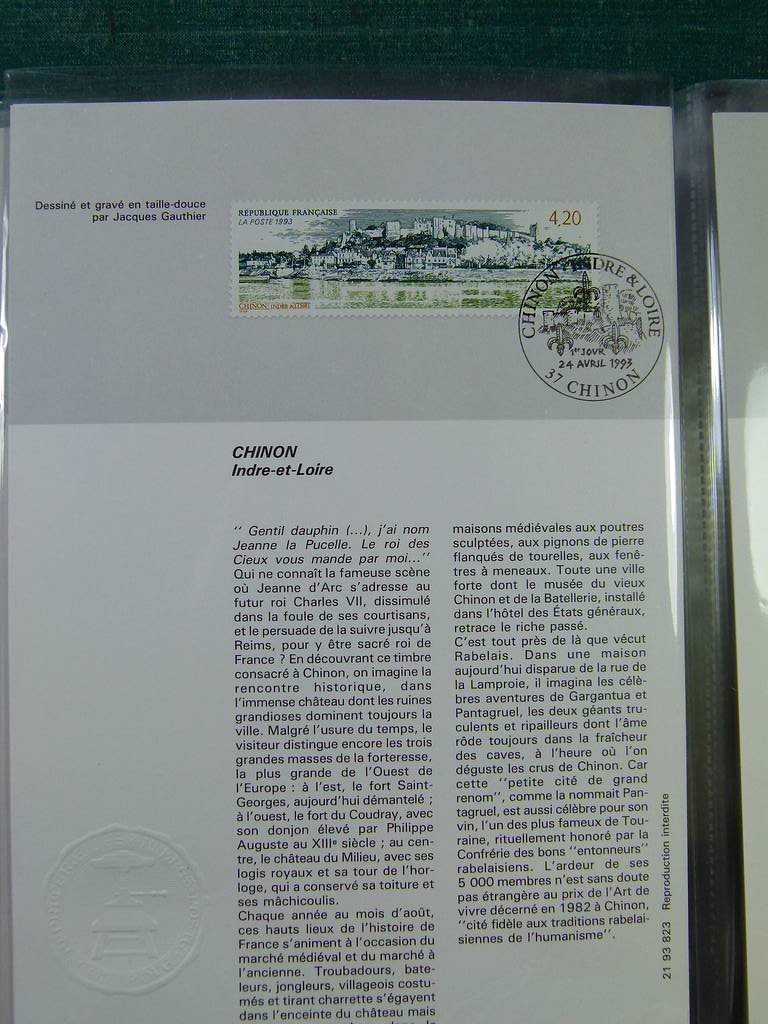 Dessiné et gravé en taille-douce
par Jacques Gauthier
RÉPUBLIQUE FRANÇAISE
LA POSTE 1993
4,20
CHINON, INDRE & LOIRE
CHINON INDRE & LOIRE
1ER JOUR
24 AVRIL 1993
37 CHINON
CHINON
Indre-et-Loire
'' Gentil dauphin (...), j'ai nom
Jeanne la Pucelle. Le roi des
Cieux vous mande par moi...''
Qui ne connaît la fameuse scène
où Jeanne d'Arc s'adresse au
futur roi Charles VII, dissimulé
dans la foule de ses courtisans,
et le persuade de la suivre jusqu'à
Reims, pour y être sacré roi de
France ? En découvrant ce timbre
consacré à Chinon, on imagine la
rencontre historique, dans
l'immense château dont les ruines
grandioses dominent toujours la
ville. Malgré l'usure du temps, le
visiteur distingue encore les trois
grandes masses de la forteresse,
la plus grande de l'Ouest de
l'Europe : à l'est, le fort Saint-
Georges, aujourd'hui démantelé ;
à l'ouest, le fort du Coudray, avec
son donjon élevé par Philippe
Auguste au XIIIe siècle ; au cen-
tre, le château du Milieu, avec ses
logis royaux et sa tour de l'hor-
loge, qui a conservé sa toiture et
ses mâchicoulis.
Chaque année au mois d'août,
ces hauts lieux de l'histoire de
France s'animent à l'occasion du
marché médiéval et du marché à
l'ancienne. Troubadours, bate-
leurs, jongleurs, villageois costu-
més et tirant charrette s'égayent
dans l'enceinte du château mais
maisons médiévales aux poutres
sculptées, aux pignons de pierre
flanqués de tourelles, aux fenê-
tres à meneaux. Toute une ville
forte dont le musée du vieux
Chinon et de la Batellerie, installé
dans l'hôtel des États généraux,
retrace le riche passé.
C'est tout près de là que vécut
Rabelais. Dans une maison
aujourd'hui disparue de la rue de
la Lamproie, il imagina les célè-
bres aventures de Gargantua et
Pantagruel, les deux géants tru-
culents et ripailleurs dont l'âme
rôde toujours dans la fraîcheur
des caves, à l'heure où l'on
déguste les crus de Chinon. Car
cette ''petite cité de grand
renom'', comme la nommait Pan-
tagruel, est aussi célèbre pour son
vin, l'un des plus fameux de Tou-
raine, rituellement honoré par la
Confrérie des bons ''entonneurs''
rabelaisiens. L'ardeur de ses
5 000 membres n'est sans doute
pas étrangère au prix de l'Art de
vivre décerné en 1982 à Chinon,
''cité fidèle aux traditions rabelai-
siennes de l'humanisme''.
21 93 823 Reproduction interdite